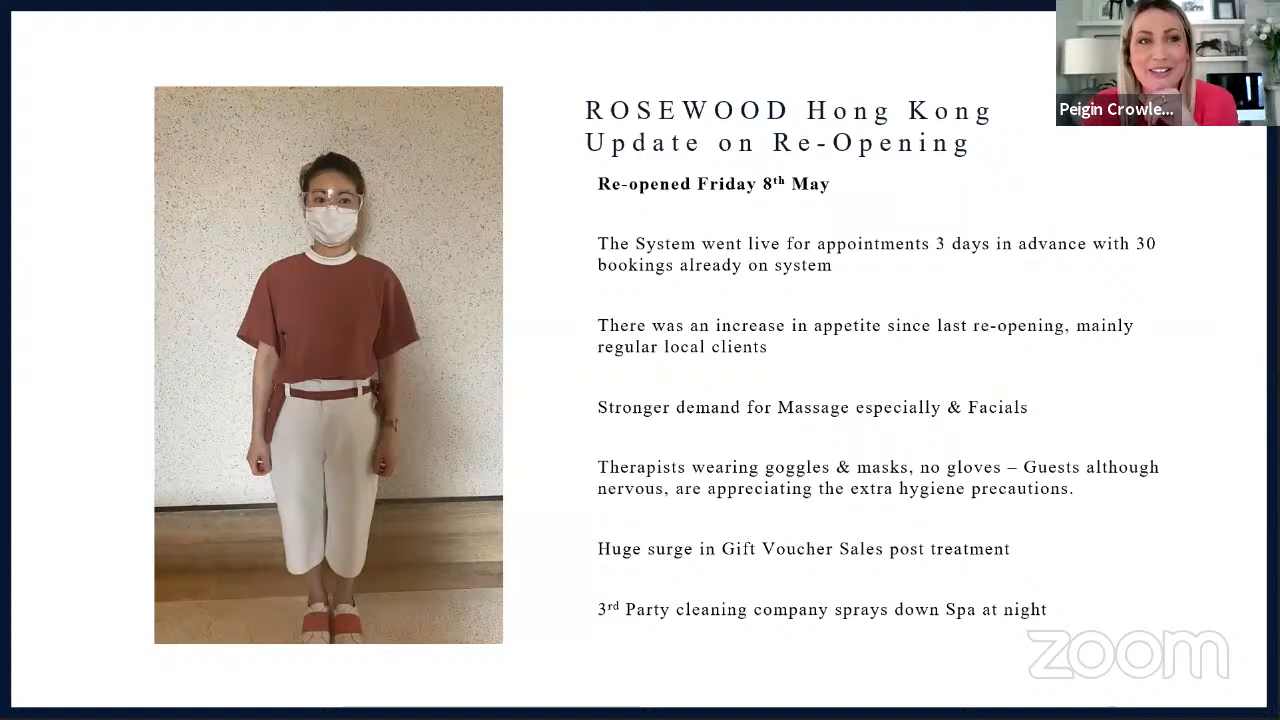 Peigin Crowle...
ROSEWOOD Hong Kong
Update on Re-Opening
Re-opened Friday 8th May
The System went live for appointments 3 days in advance with 30
bookings already on system
There was an increase in appetite since last re-opening, mainly
regular local clients
Stronger demand for Massage especially & Facials
Therapists wearing goggles & masks, no gloves – Guests although
nervous, are appreciating the extra hygiene precautions.
Huge surge in Gift Voucher Sales post treatment
3rd Party cleaning company sprays down Spa at night
zoom